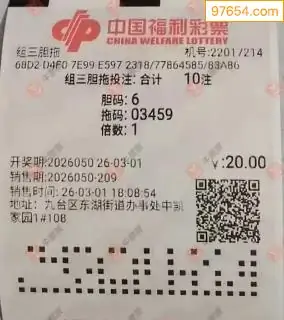 97654.com
中国福利彩票
CHINA WELFARE LOTTERY
组三胆拖
机号:22017214
68D2 D4F0 7E99 E597 2318/77864585/83AB6
组三胆拖投注: 合计 10注
胆码: 6
拖码: 03459
倍数: 1
开奖期:2026050 26-03-01
¥:20.00
销售期:2026050-209
销售时:26-03-01 18:08:54
地址: 九台区东湖街道办事处中凯
家园1#108